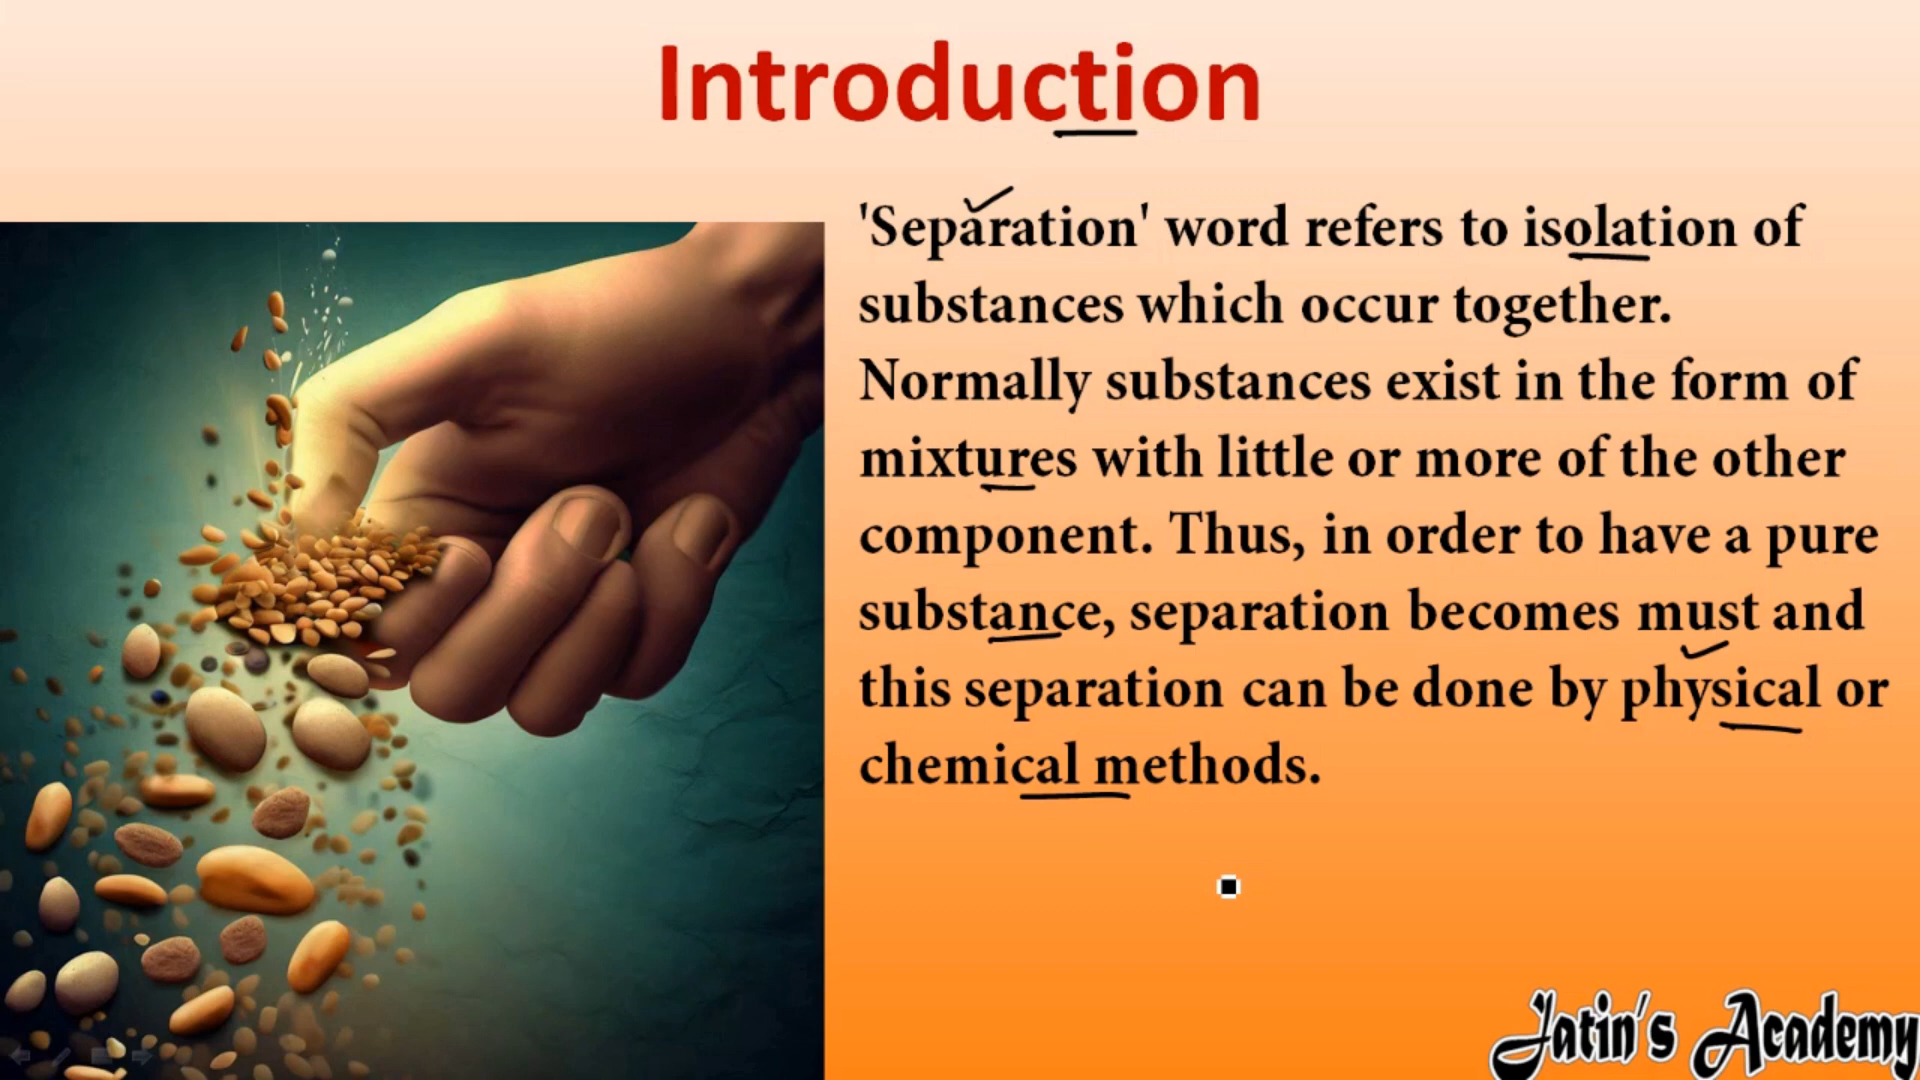 Introduction
'Separation' word refers to isolation of
substances which occur together.
Normally substances exist in the form of
mixtures with little or more of the other
component. Thus, in order to have a pure
substance, separation becomes must and
this separation can be done by physical or
chemical methods.
Jatin's Academy